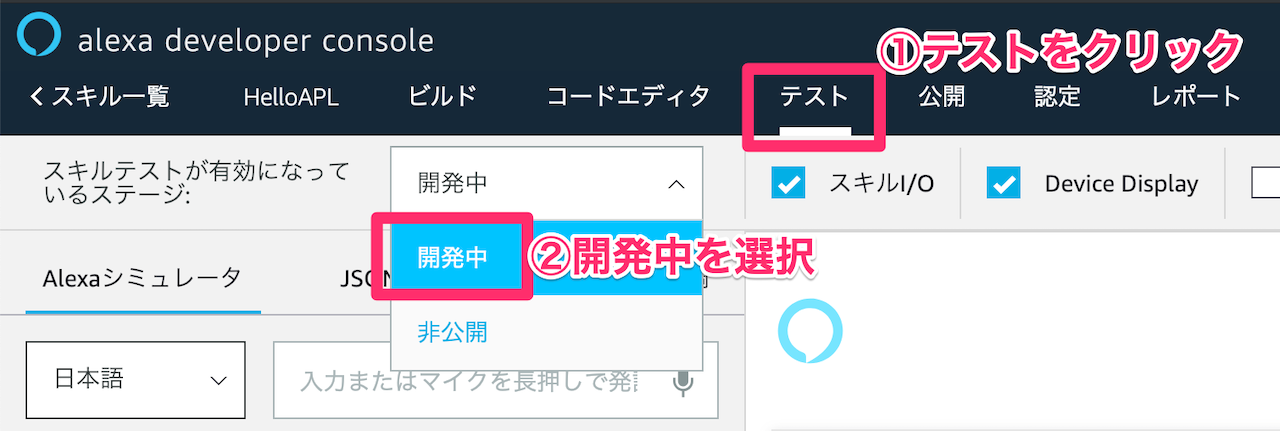 alexa developer console
①テストをクリック
スキル一覧
HelloAPL
ビルド
コードエディタ
テスト
公開
認定
レポート
スキルテストが有効になって
いるステージ:
開発中
スキルI/O
Device Display
開発中
②開発中を選択
非公開
Alexaシミュレータ
JSON
日本語
入力またはマイクを長押しで発